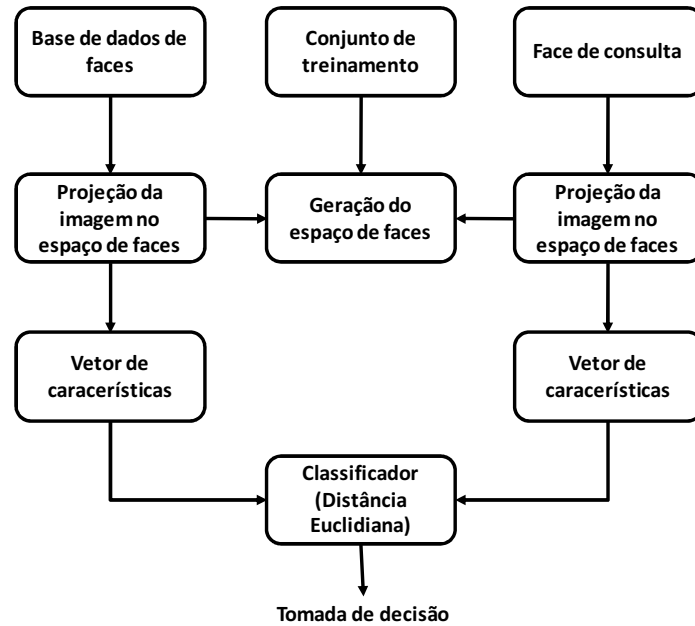 Base de dados de
faces
Conjunto de
treinamento
Face de consulta
Projeção da
imagem no
espaço de faces
Geração do
espaço de faces
Projeção da
imagem no
espaço de faces
Vetor de
caracerísticas
Vetor de
caracerísticas
Classificador
(Distância
Euclidiana)
Tomada de decisão